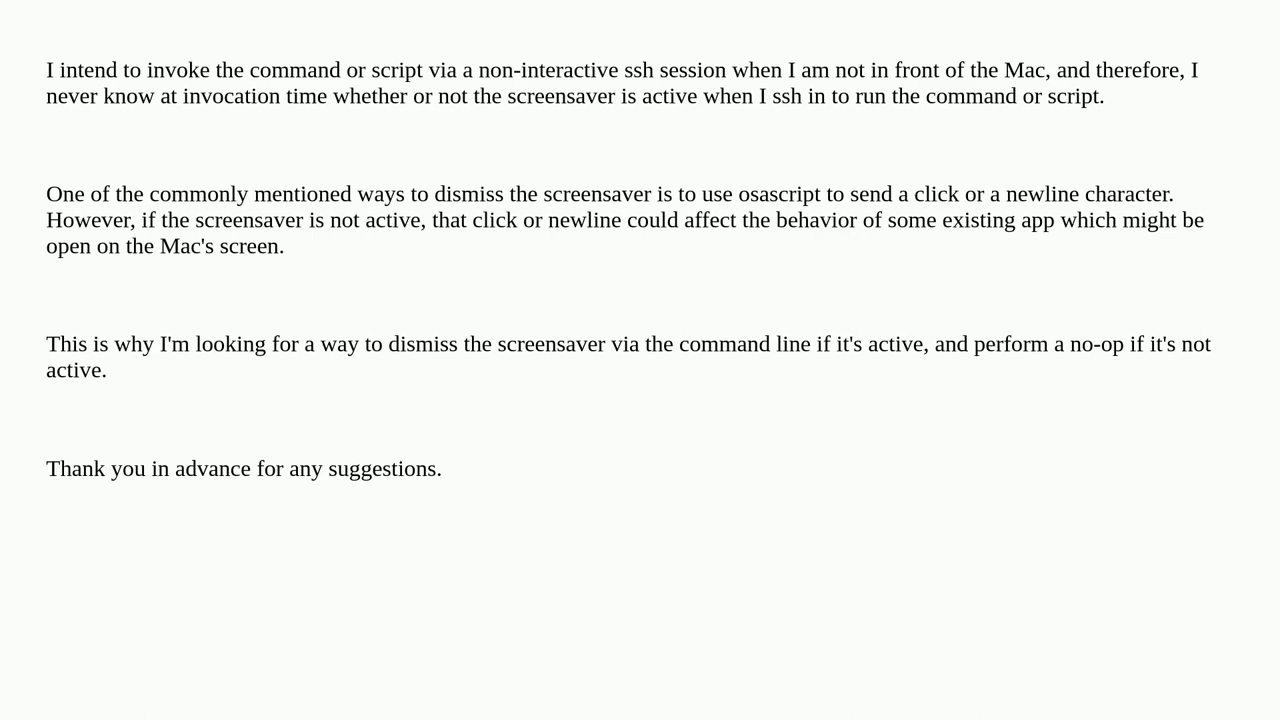 I intend to invoke the command or script via a non-interactive ssh session when I am not in front of the Mac, and therefore, I
never know at invocation time whether or not the screensaver is active when I ssh in to run the command or script.
One of the commonly mentioned ways to dismiss the screensaver is to use osascript to send a click or a newline character.
However, if the screensaver is not active, that click or newline could affect the behavior of some existing app which might be
open on the Mac's screen.
This is why I'm looking for a way to dismiss the screensaver via the command line if it's active, and perform a no-op if it's not
active.
Thank you in advance for any suggestions.